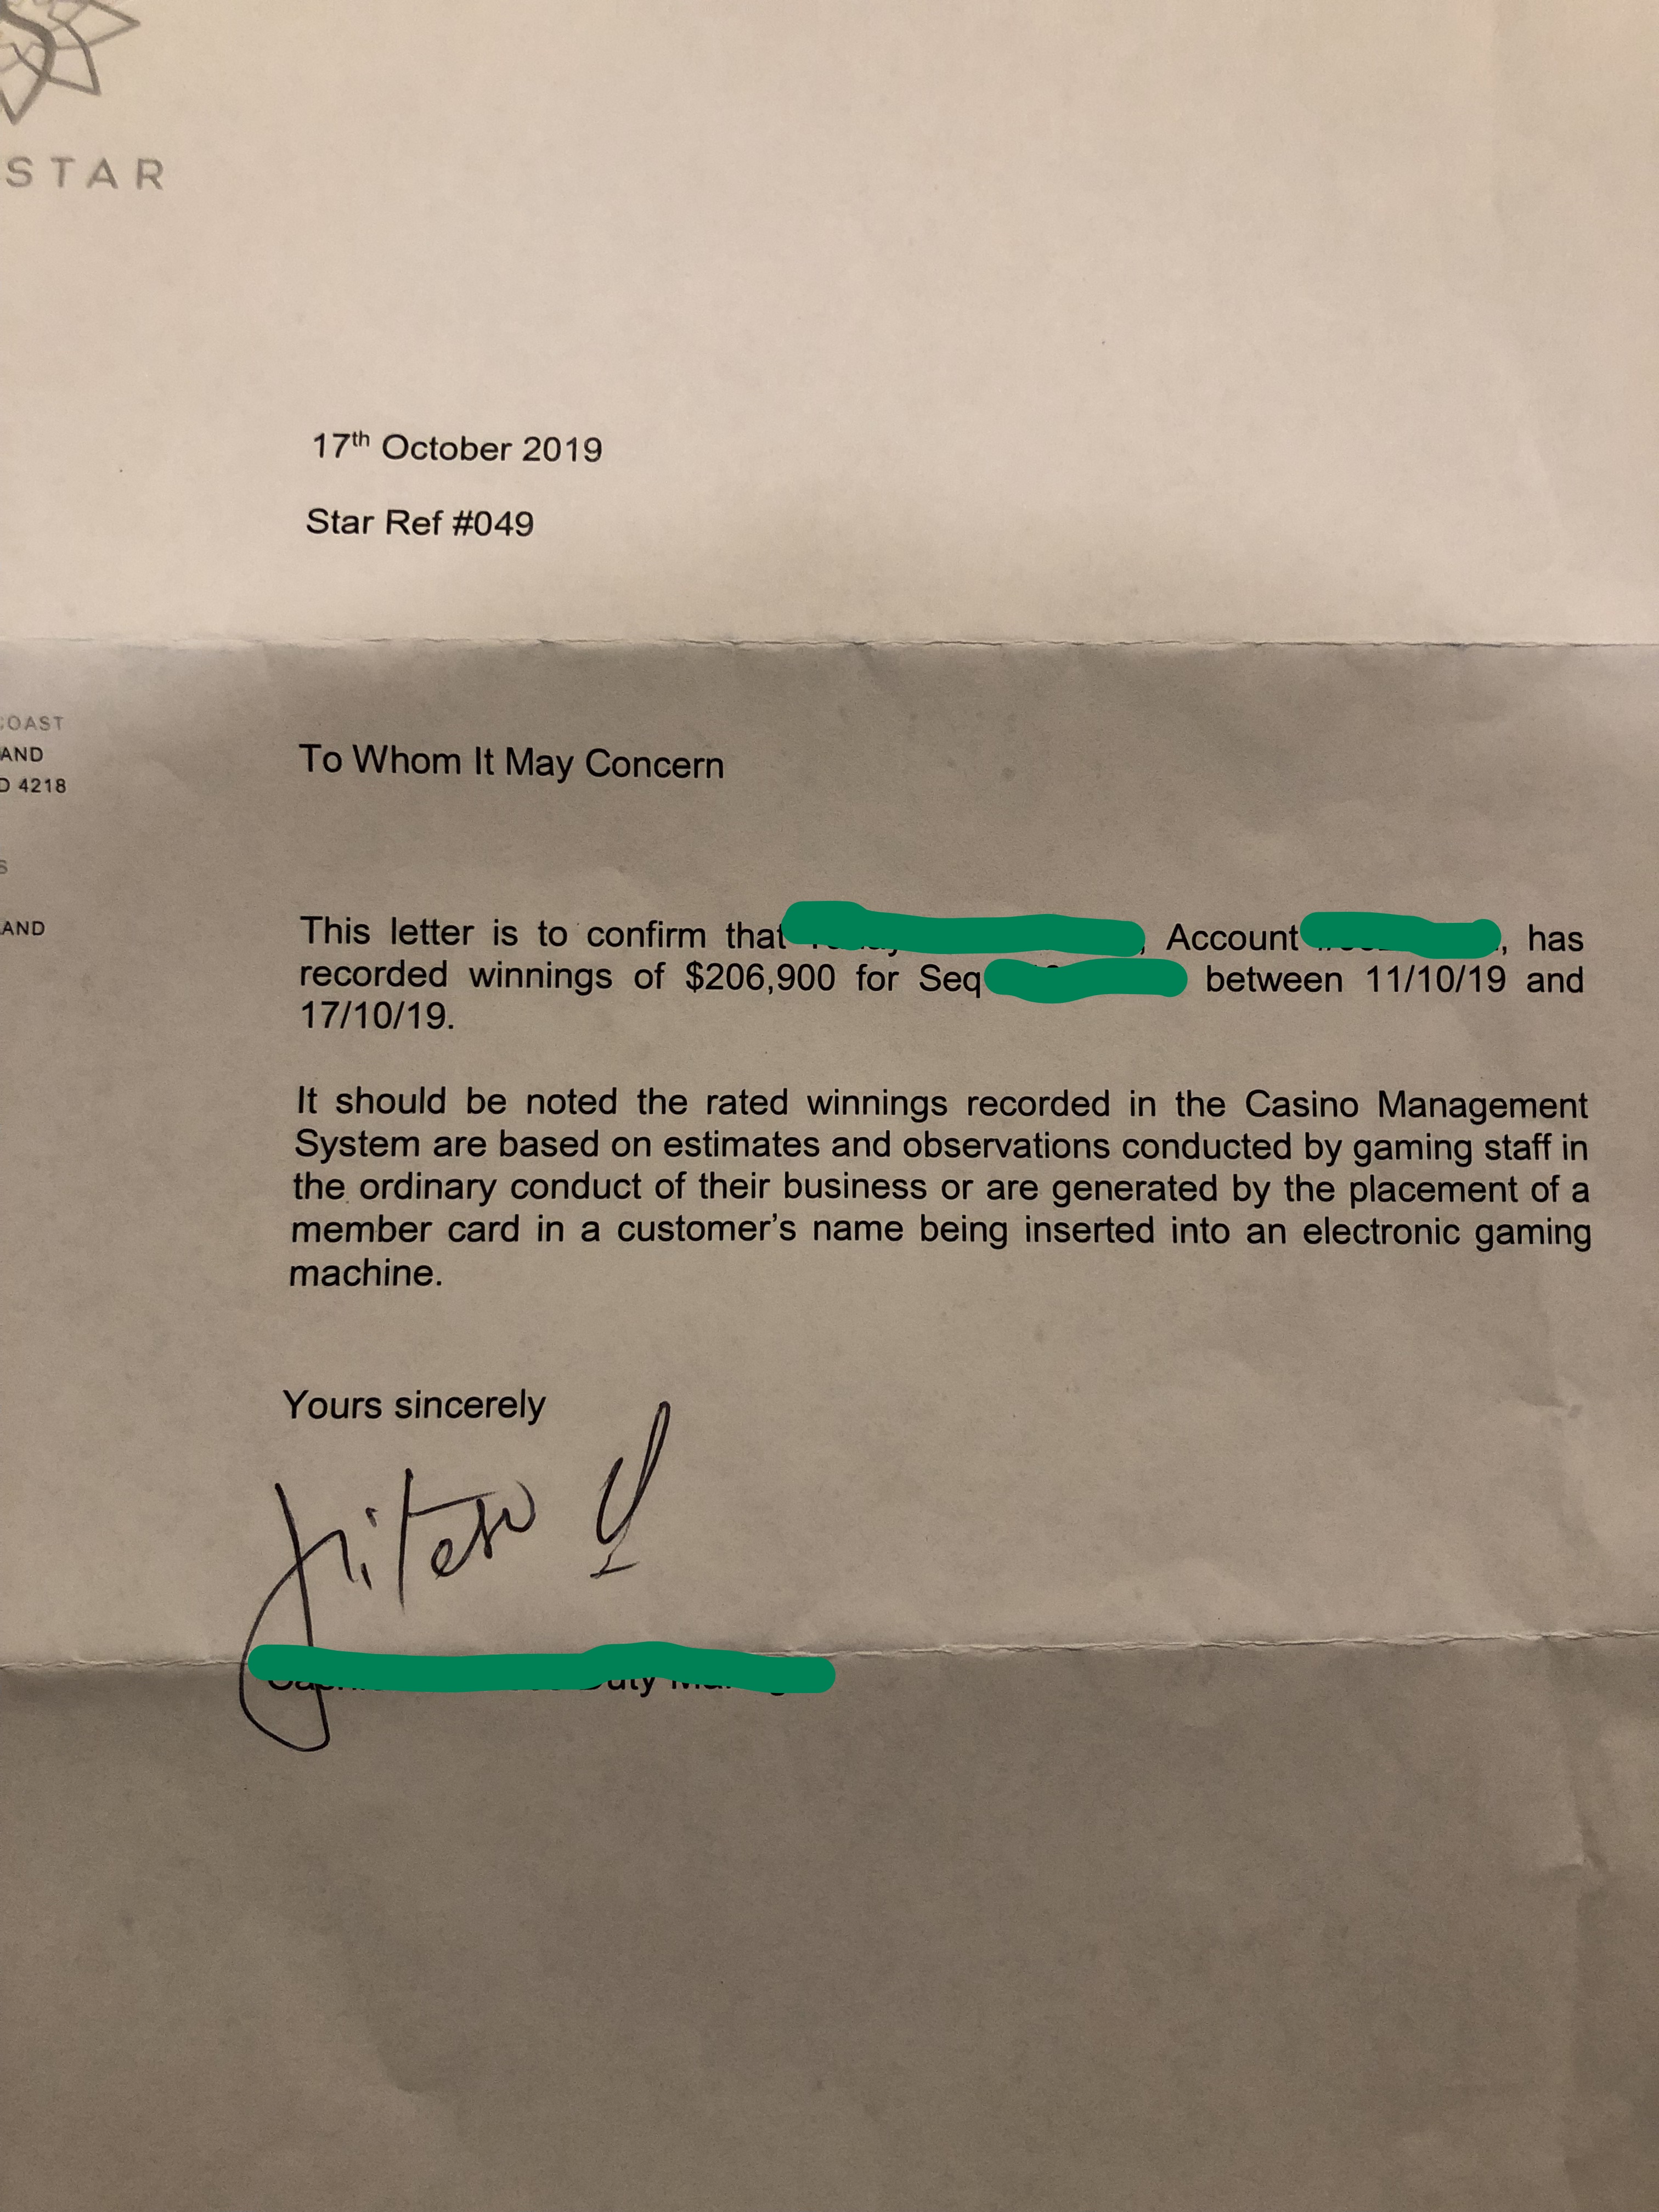 STAR
17th October 2019
Star Ref #049
COAST
AND
D 4218
To Whom It May Concern
S
AND
This letter is to confirm that , Account , has
recorded winnings of $206,900 for Seq between 11/10/19 and
17/10/19.
It should be noted the rated winnings recorded in the Casino Management
System are based on estimates and observations conducted by gaming staff in
the ordinary conduct of their business or are generated by the placement of a
member card in a customer’s name being inserted into an electronic gaming
machine.
Yours sincerely